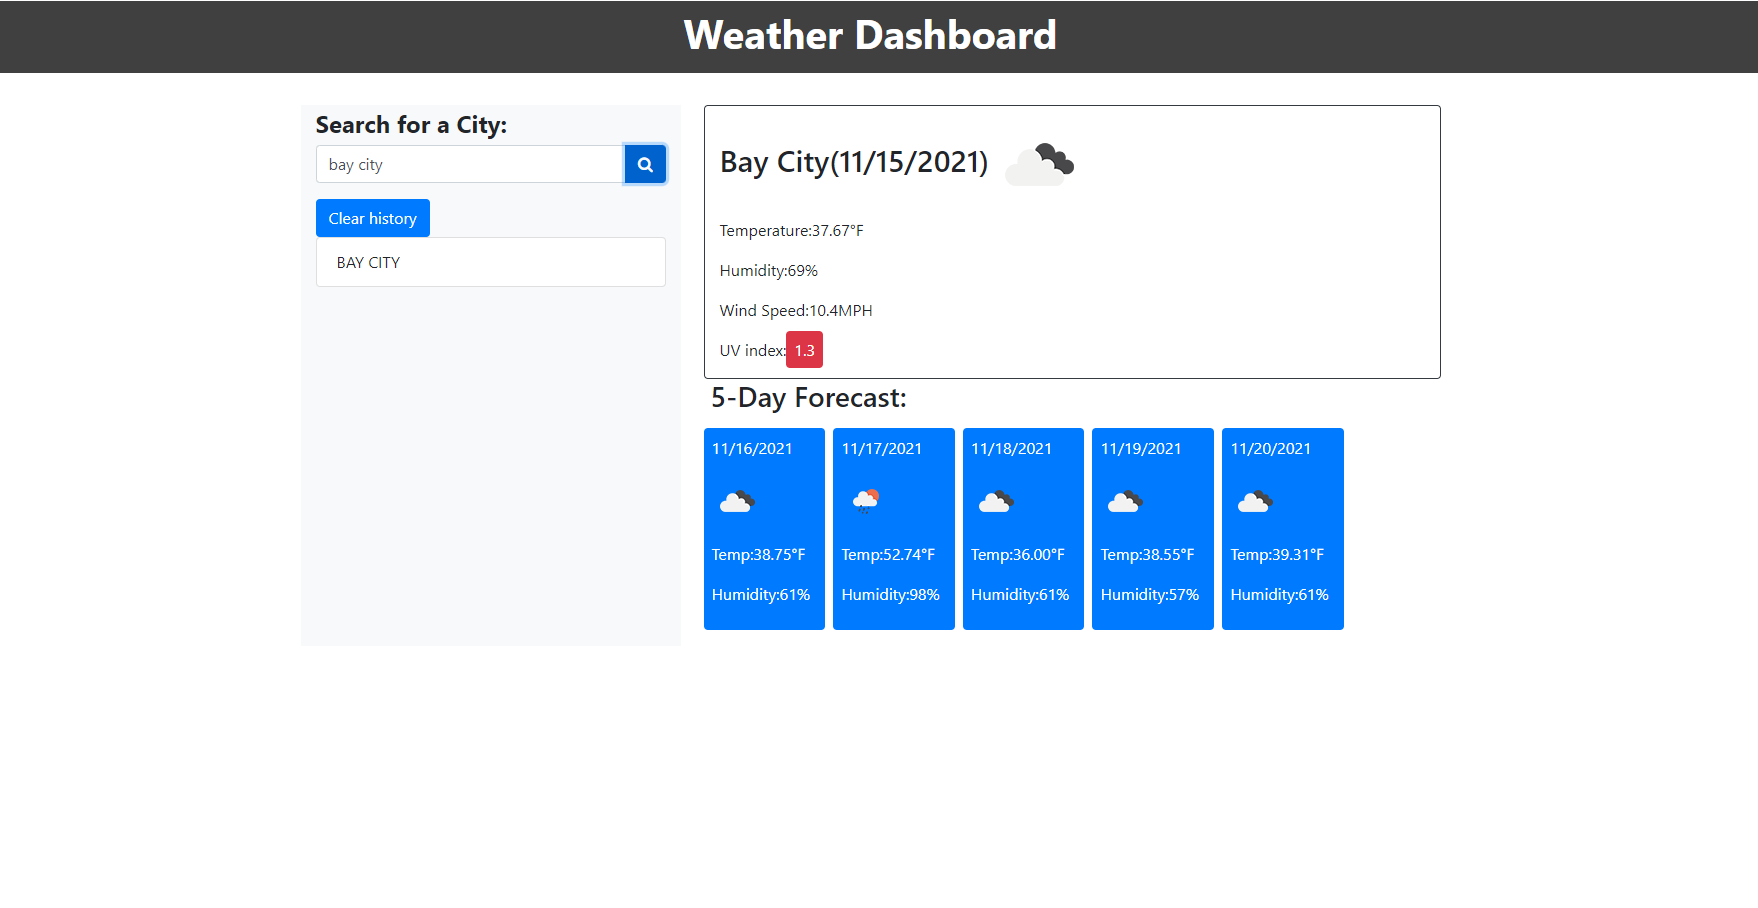 Weather Dashboard
Search for a City:
bay city
Clear history
BAY CITY
Bay City(11/15/2021)
Temperature:37.67°F
Humidity:69%
Wind Speed:10.4MPH
UV index:1.3
5-Day Forecast:
11/16/2021
Temp:38.75°F
Humidity:61%
11/17/2021
Temp:52.74°F
Humidity:98%
11/18/2021
Temp:36.00°F
Humidity:61%
11/19/2021
Temp:38.55°F
Humidity:57%
11/20/2021
Temp:39.31°F
Humidity:61%